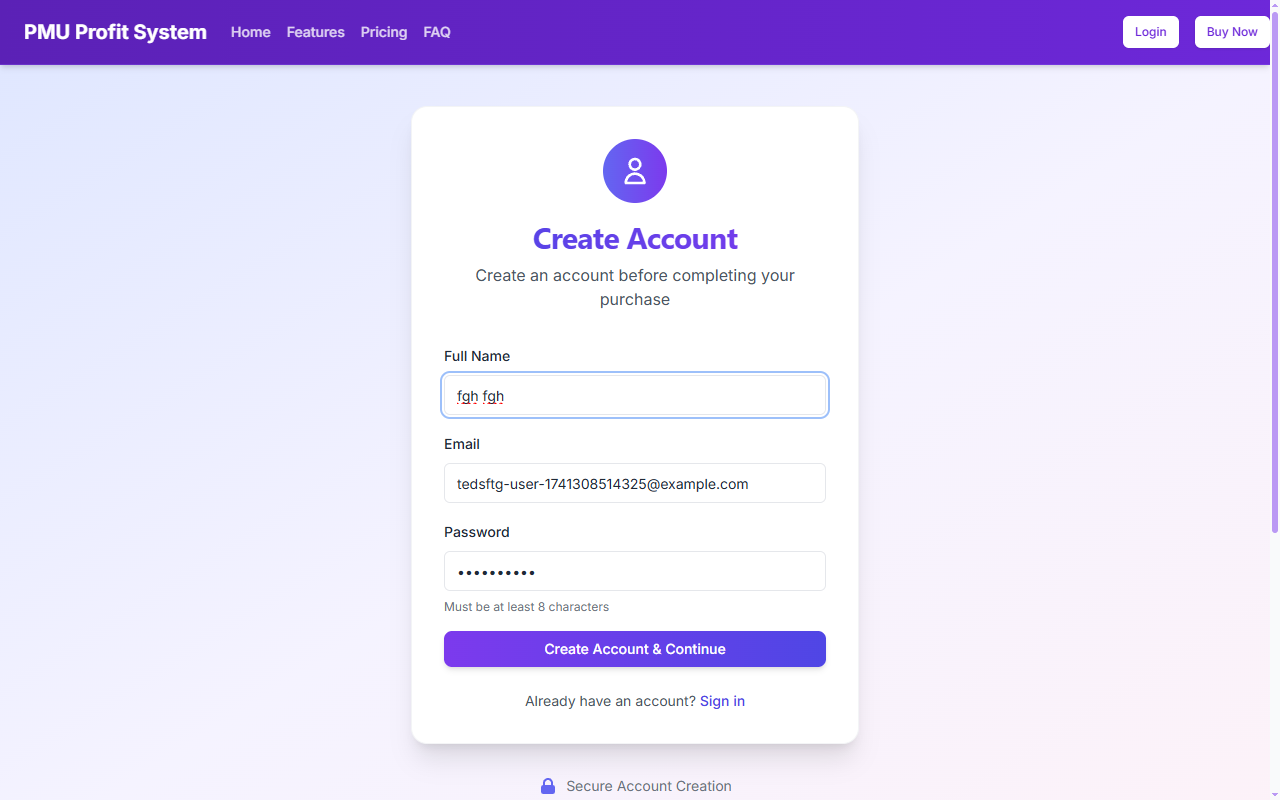 PMU Profit System Home Features Pricing FAQ Login Buy Now
Create Account
Create an account before completing your
purchase
Full Name
fgh fgh
Email
tedsftg-user-1741308514325@example.com
Password
••••••••••
Must be at least 8 characters
Create Account & Continue
Already have an account? Sign in
Secure Account Creation